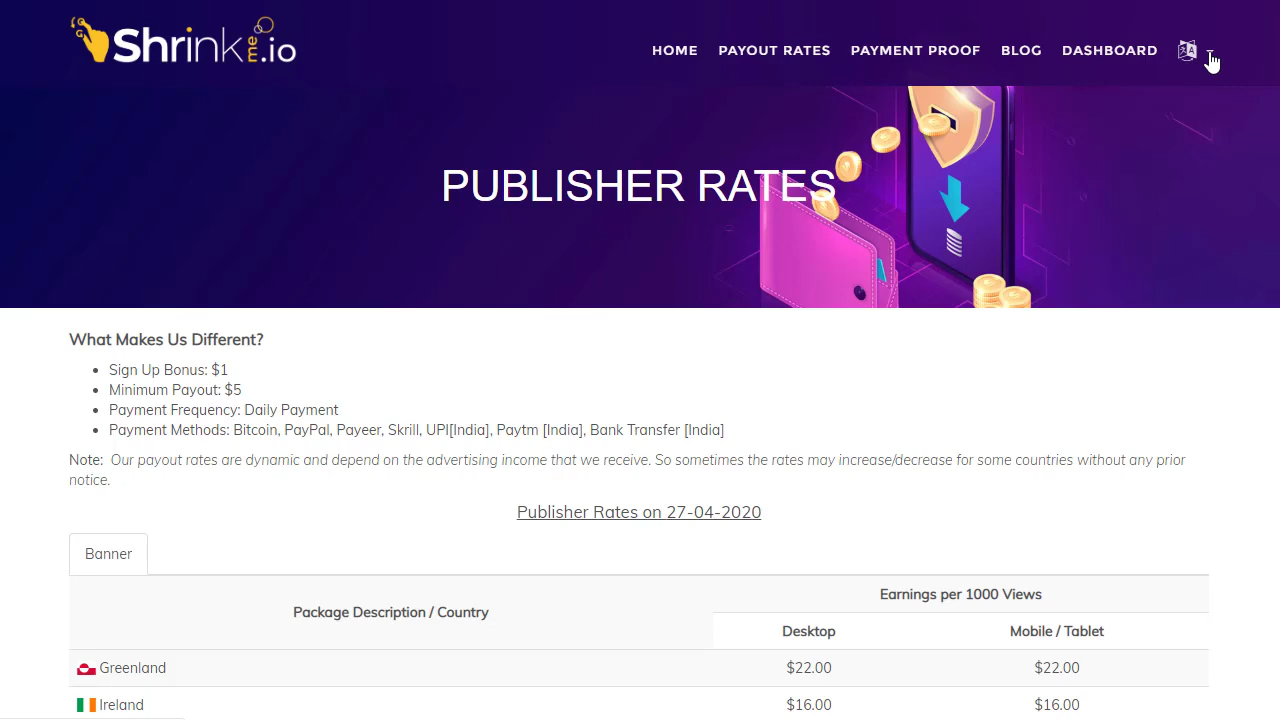 Shrinkme.io
HOME PAYOUT RATES PAYMENT PROOF BLOG DASHBOARD
PUBLISHER RATES
What Makes Us Different?
Sign Up Bonus: $1
Minimum Payout: $5
Payment Frequency: Daily Payment
Payment Methods: Bitcoin, PayPal, Payeer, Skrill, UPI[India], Paytm [India], Bank Transfer [India]
Note: Our payout rates are dynamic and depend on the advertising income that we receive. So sometimes the rates may increase/decrease for some countries without any prior
notice.
Publisher Rates on 27-04-2020
Banner
Package Description / Country
Earnings per 1000 Views
Desktop Mobile / Tablet
Greenland $22.00 $22.00
Ireland $16.00 $16.00